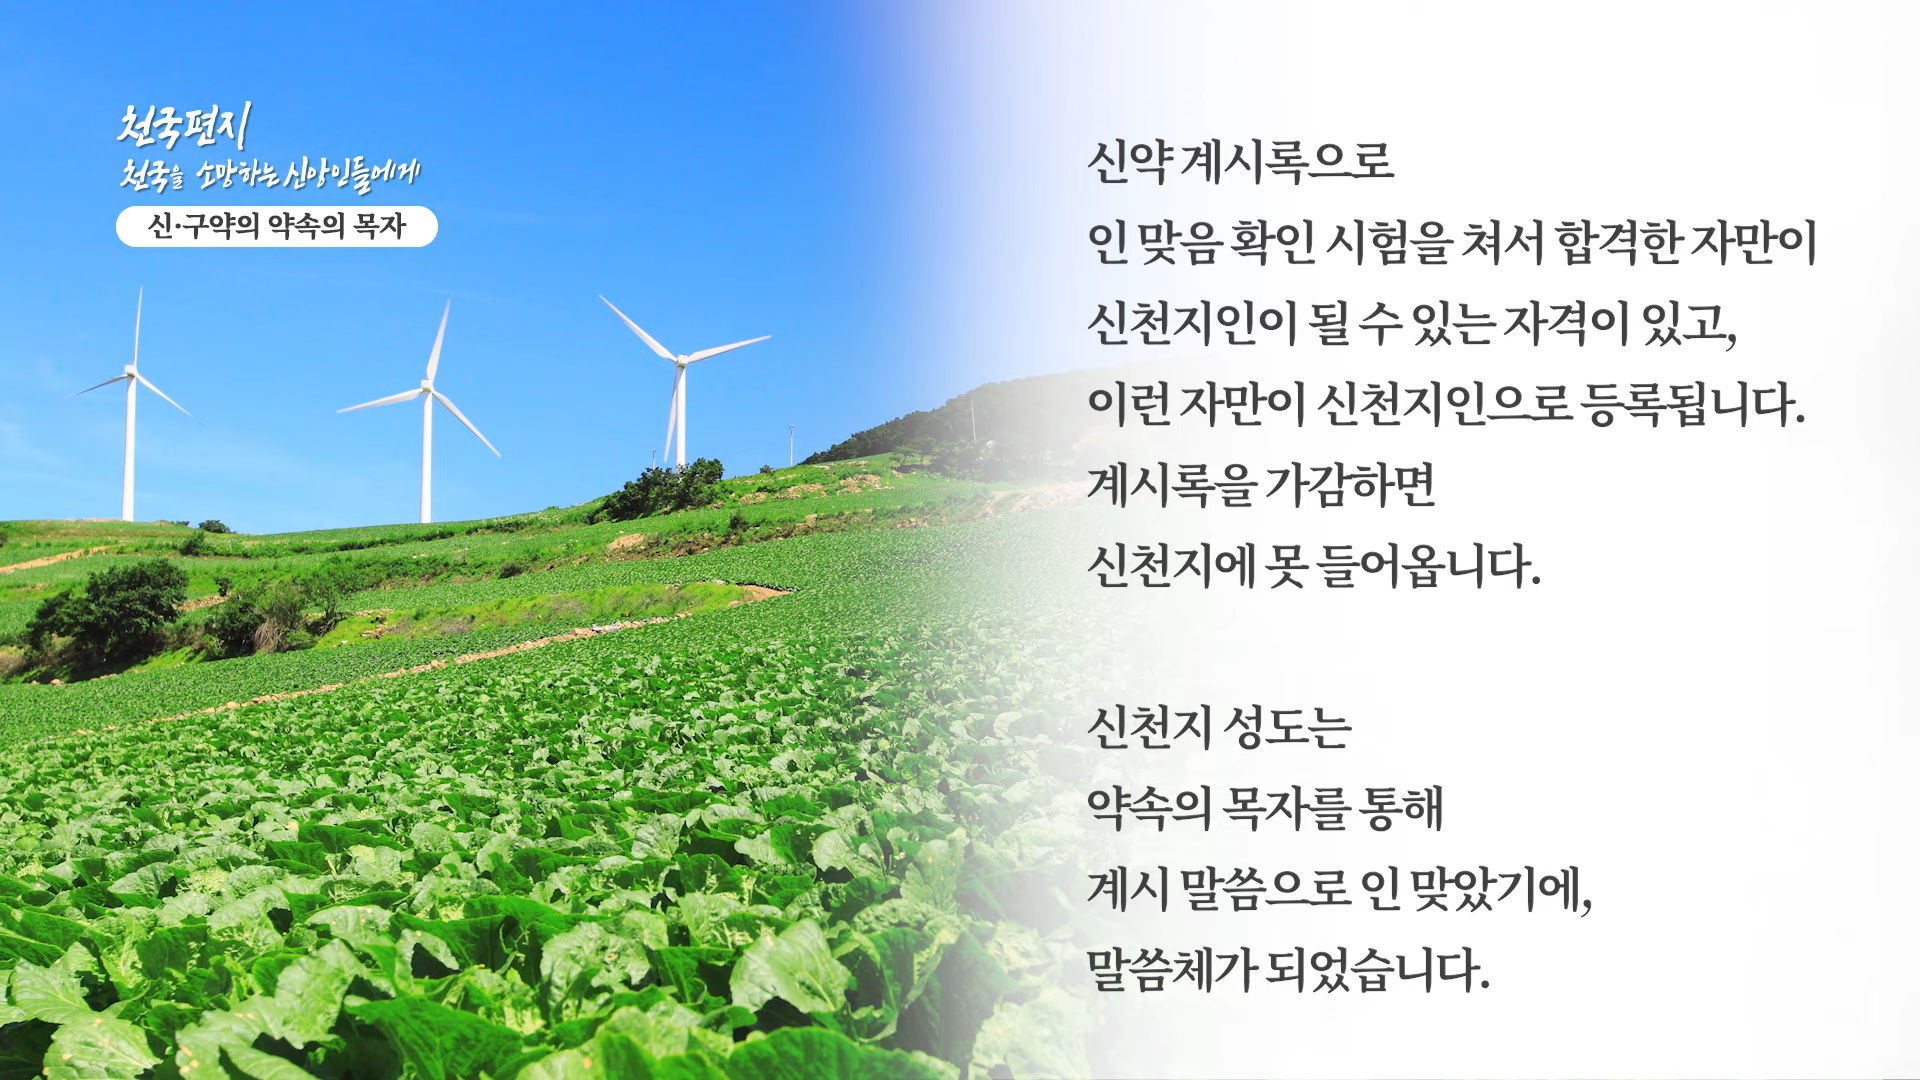 천국편지
천국을 소망하는 신앙인들에게
신·구약의 약속의 목자
신약 계시록으로
인 맞음 확인 시험을 쳐서 합격한 자만이
신천지인이 될 수 있는 자격이 있고,
이런 자만이 신천지인으로 등록됩니다.
계시록을 가감하면
신천지에 못 들어옵니다.
신천지 성도는
약속의 목자를 통해
계시 말씀으로 인 맞았기에,
말씀체가 되었습니다.